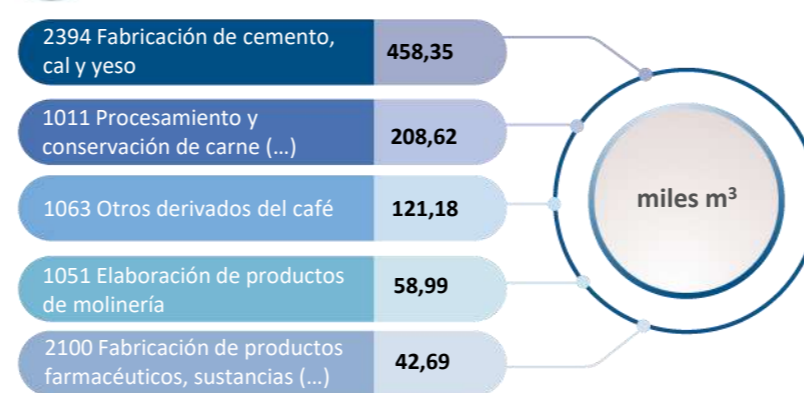 2394 Fabricación de cemento,
cal y yeso
458,35
1011 Procesamiento y
conservación de carne (...)
208,62
1063 Otros derivados del café
121,18
1051 Elaboración de productos
de molinería
58,99
2100 Fabricación de productos
farmacéuticos, sustancias (...)
42,69
miles m³